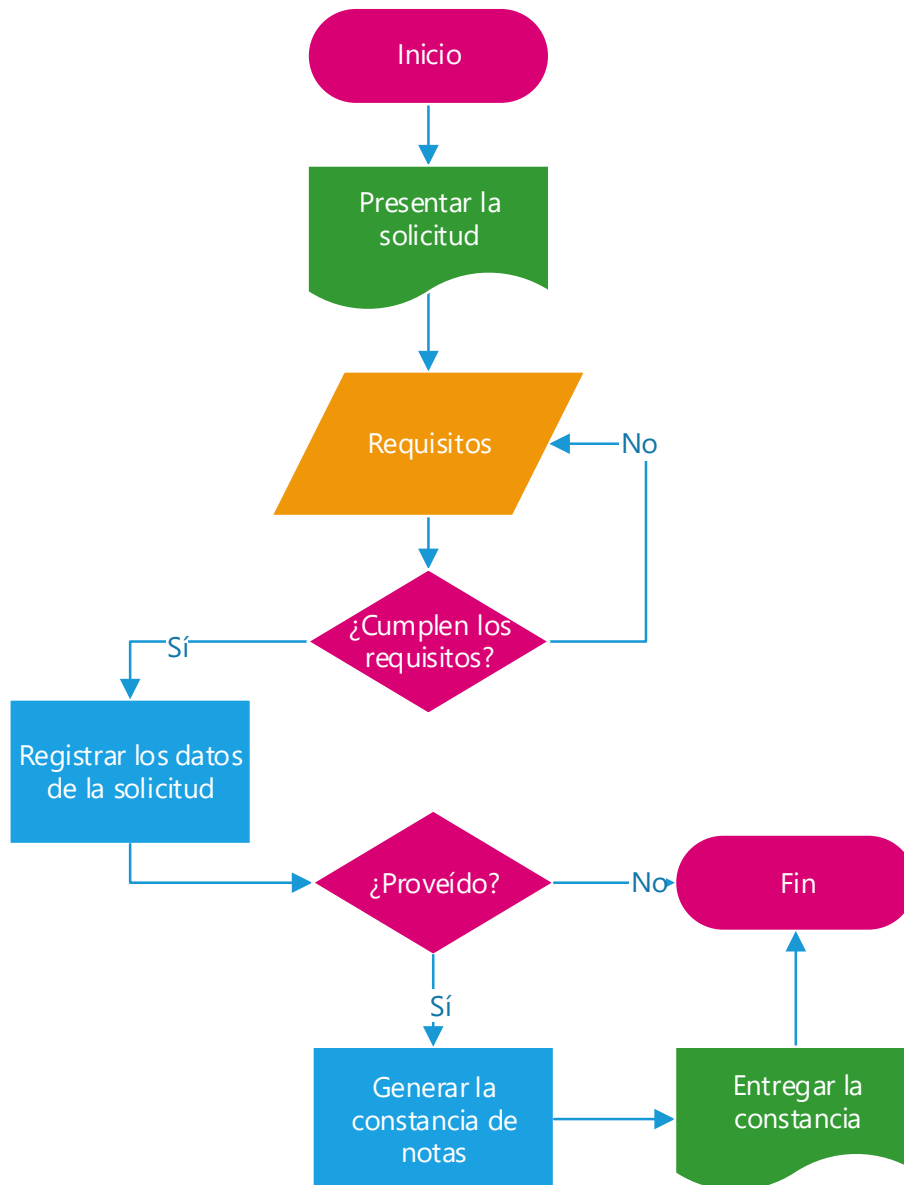 Inicio
Presentar la
solicitud
Requisitos
No
¿Cumplen los
requisitos?
Sí
Registrar los datos
de la solicitud
¿Proveído?
No
Fin
Sí
Generar la
constancia de
notas
Entregar la
constancia